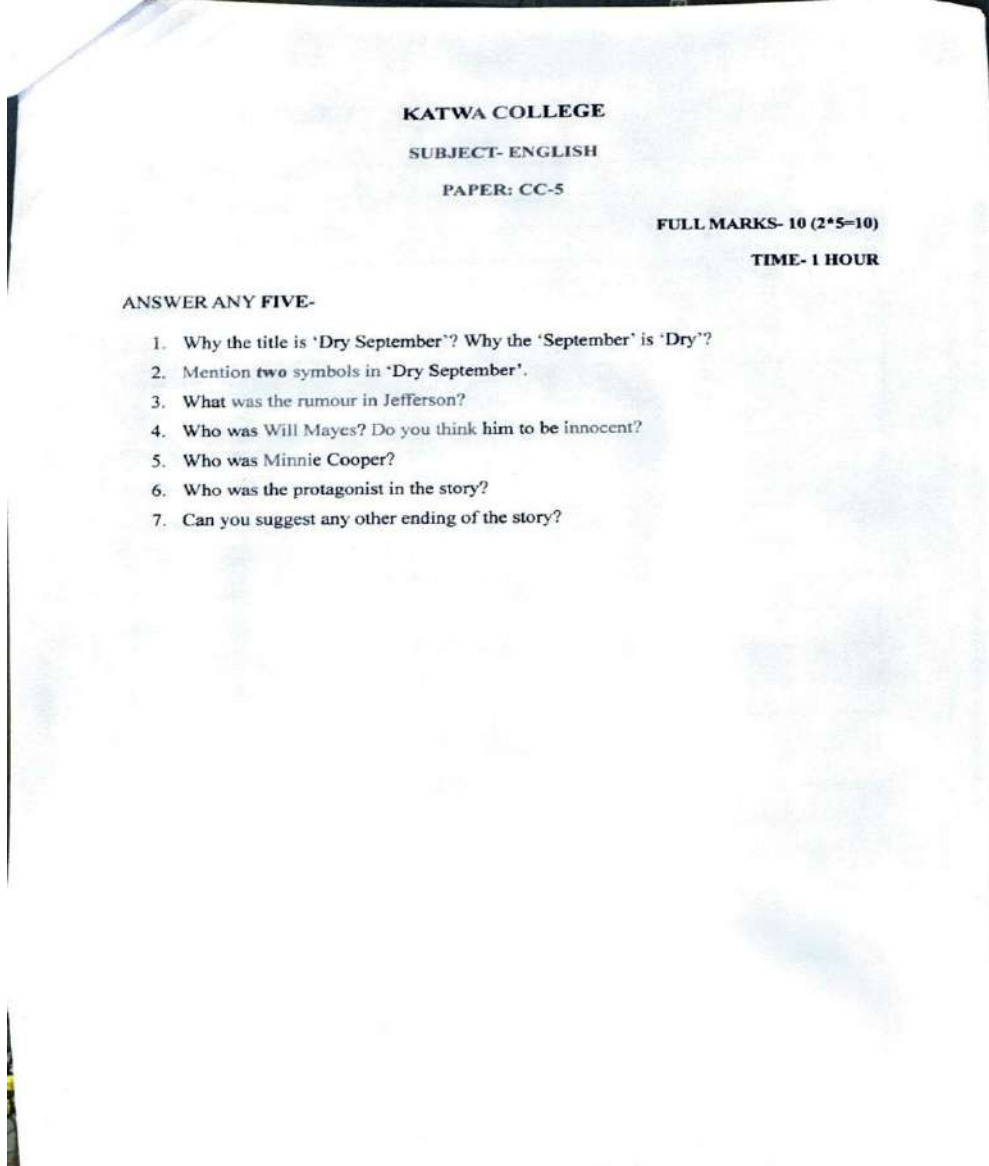 KATWA COLLEGE
SUBJECT- ENGLISH
PAPER: CC-5
FULL MARKS- 10 (2*5=10)
TIME- 1 HOUR
ANSWER ANY FIVE-
1. Why the title is ‘Dry September’? Why the ‘September’ is ‘Dry’?
2. Mention two symbols in ‘Dry September’.
3. What was the rumour in Jefferson?
4. Who was Will Mayes? Do you think him to be innocent?
5. Who was Minnie Cooper?
6. Who was the protagonist in the story?
7. Can you suggest any other ending of the story?